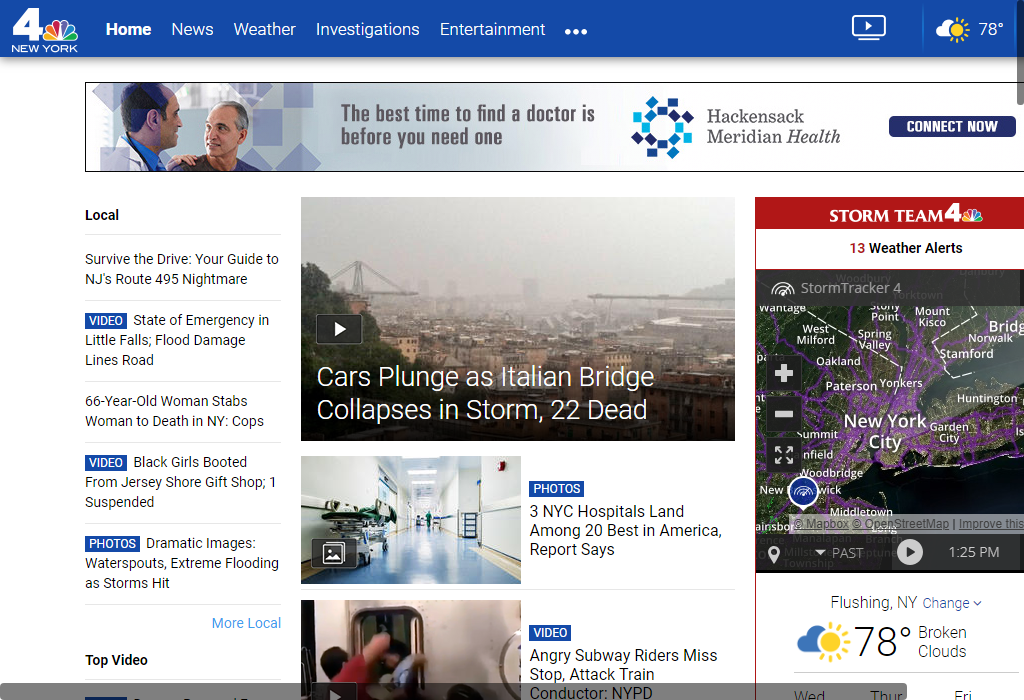 4
NEW YORK
Home
News
Weather
Investigations
Entertainment
78°
The best time to find a doctor is
before you need one
Hackensack
Meridian Health
CONNECT NOW
Local
Survive the Drive: Your Guide to
NJ's Route 495 Nightmare
VIDEO State of Emergency in
Little Falls; Flood Damage
Lines Road
66-Year-Old Woman Stabs
Woman to Death in NY: Cops
VIDEO Black Girls Booted
From Jersey Shore Gift Shop; 1
Suspended
PHOTOS Dramatic Images:
Waterspouts, Extreme Flooding
as Storms Hit
More Local
Top Video
Cars Plunge as Italian Bridge
Collapses in Storm, 22 Dead
PHOTOS
3 NYC Hospitals Land
Among 20 Best in America,
Report Says
VIDEO
Angry Subway Riders Miss
Stop, Attack Train
Conductor: NYPD
STORM TEAM 4
13 Weather Alerts
StormTracker 4
Woodbury
Yorktown
Wantage
Stony
Point
Mount
Kisco
West
Milford
Spring
Valley
Bridg
Norwalk
Stamford
Oakland
Paterson
Yonkers
Huntington
New York
City
Garden
City
Is
Summit
nfield
Woodbridge
New
wick
Middletown
ainsbo
© Mapbox © OpenStreetMap | Improve this
Manalapan
Township
PAST
1:25 PM
Flushing, NY Change
78° Broken
Clouds
Wed
Thur
Fri